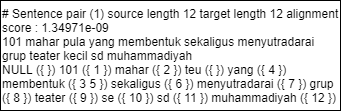 # Sentence pair (1) source length 12 target length 12 alignment
score : 1.34971e-09
101 mahar pula yang membentuk sekaligus menyutradarai
grup teater kecil sd muhammadiyah
NULL ({ }) 101 ({ 1 }) mahar ({ 2 }) teu ({ }) yang ({ 4 })
membentuk ({ 3 5 }) sekaligus ({ 6 }) menyutradarai ({ 7 }) grup
({ 8 }) teater ({ 9 }) se ({ 10 }) sd ({ 11 }) muhammadiyah ({ 12 })